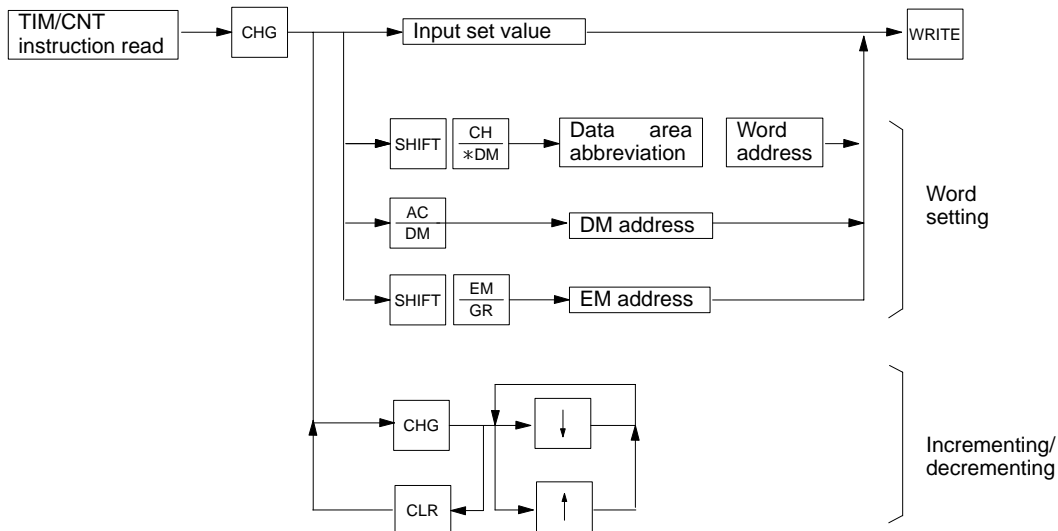 TIM/CNT
instruction read
CHG
Input set value
WRITE
SHIFT
CH
*DM
Data area
abbreviation
Word
address
AC
DM
DM address
Word
setting
SHIFT
EM
GR
EM address
CHG
↓
Incrementing/
decrementing
CLR
↑